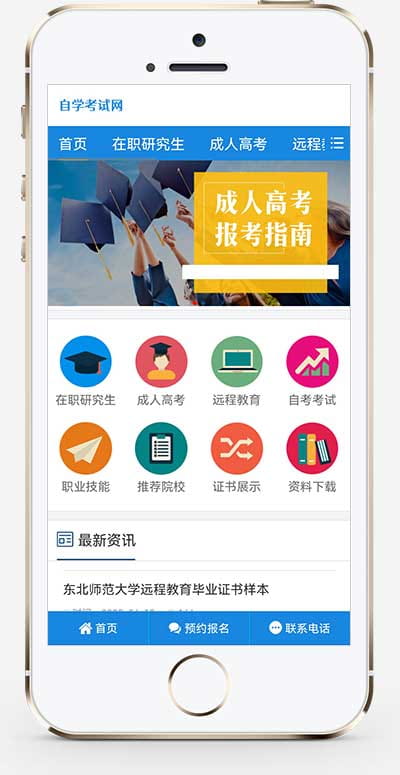 自学考试网
首页 在职研究生 成人高考 远程
成人高考
报考指南
在职研究生 成人高考 远程教育 自考考试
职业技能 推荐院校 证书展示 资料下载
最新资讯
东北师范大学远程教育毕业证书样本
首页 预约报名 联系电话